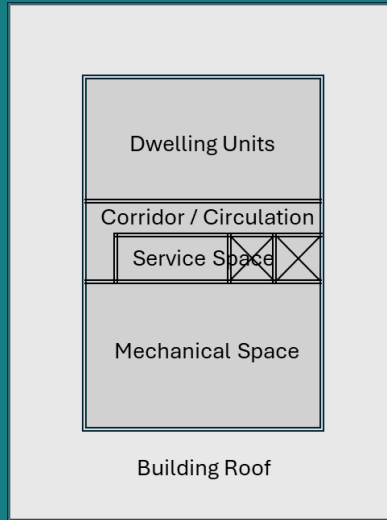 Dwelling Units
Corridor / Circulation
Service Space
Mechanical Space
Building Roof